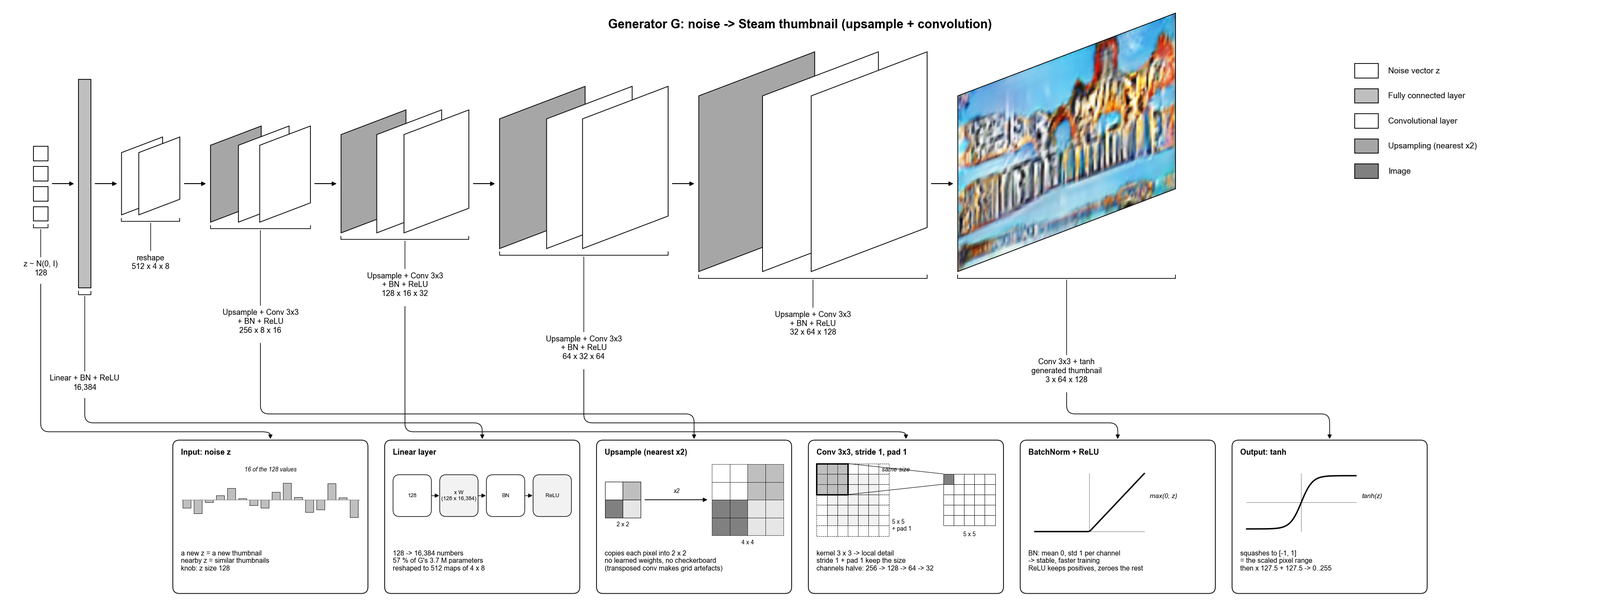 Generator G: noise -> Steam thumbnail (upsample + convolution)
Noise vector z
Fully connected layer
Convolutional layer
Upsampling (nearest x2)
Image
z ~ N(0, I)
128
Linear + BN + ReLU
16,384
reshape
512 x 4 x 8
Upsample + Conv 3x3
+ BN + ReLU
256 x 8 x 16
Upsample + Conv 3x3
+ BN + ReLU
128 x 16 x 32
Upsample + Conv 3x3
+ BN + ReLU
64 x 32 x 64
Upsample + Conv 3x3
+ BN + ReLU
32 x 64 x 128
Conv 3x3 + tanh
generated thumbnail
3 x 64 x 128
Input: noise z
16 of the 128 values
a new z = a new thumbnail
nearby z = similar thumbnails
knob: z size 128
Linear layer
128
x W
(128 x 16,384)
BN
ReLU
128 -> 16,384 numbers
57 % of G's 3.7 M parameters
reshaped to 512 maps of 4 x 8
Upsample (nearest x2)
x2
2 x 2
4 x 4
copies each pixel into 2 x 2
no learned weights, no checkerboard
(transposed conv makes grid artefacts)
Conv 3x3, stride 1, pad 1
same size
5 x 5
+ pad 1
5 x 5
kernel 3 x 3 -> local detail
stride 1 + pad 1 keep the size
channels halve: 256 -> 128 -> 64 -> 32
BatchNorm + ReLU
max(0, z)
BN: mean 0, std 1 per channel
-> stable, faster training
ReLU keeps positives, zeroes the rest
Output: tanh
tanh(z)
squashes to [-1, 1]
= the scaled pixel range
then x 127.5 + 127.5 -> 0..255